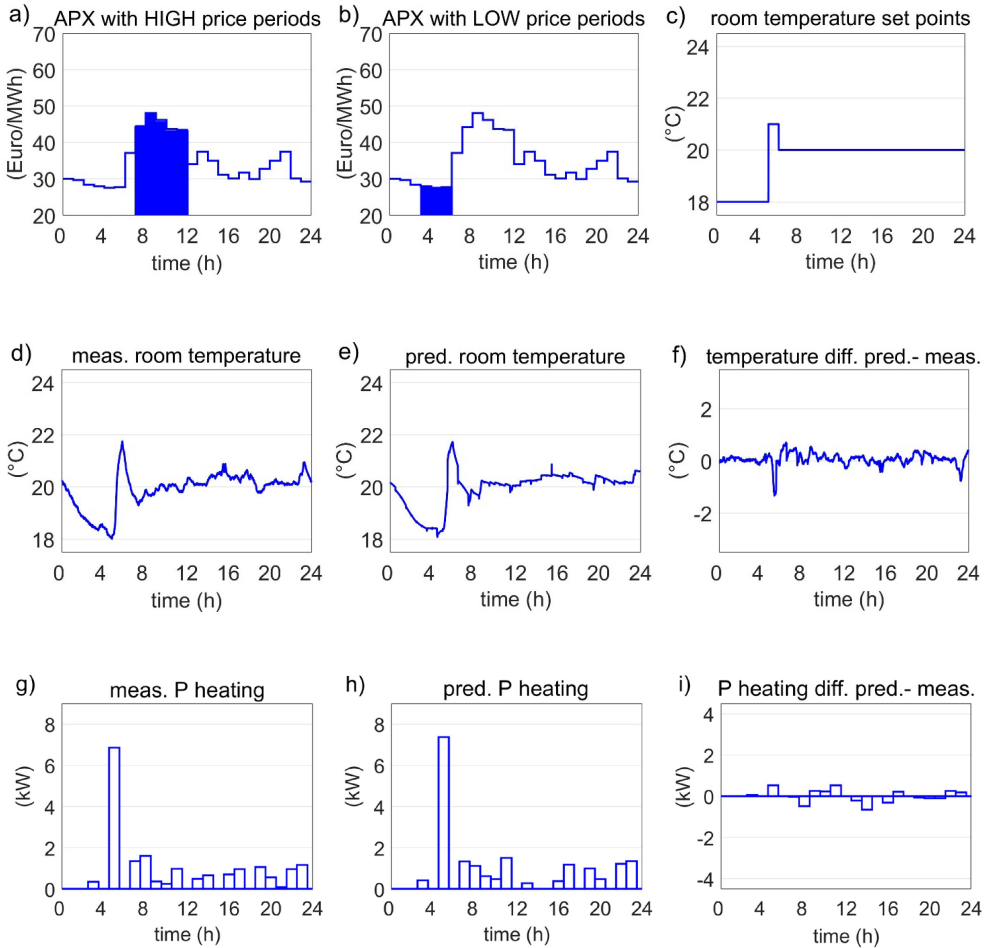 a) APX with HIGH price periods
70
60
50
40
30
20
(Euro/MWh)
0 4 8 12 16 20 24
time (h)
b) APX with LOW price periods
70
60
50
40
30
20
(Euro/MWh)
0 4 8 12 16 20 24
time (h)
c) room temperature set points
24
22
20
18
(°C)
0 4 8 12 16 20 24
time (h)
d) meas. room temperature
24
22
20
18
(°C)
0 4 8 12 16 20 24
time (h)
e) pred. room temperature
24
22
20
18
(°C)
0 4 8 12 16 20 24
time (h)
f) temperature diff. pred.- meas.
2
0
-2
(°C)
0 4 8 12 16 20 24
time (h)
g) meas. P heating
8
6
4
2
0
(kW)
0 4 8 12 16 20 24
time (h)
h) pred. P heating
8
6
4
2
0
(kW)
0 4 8 12 16 20 24
time (h)
i) P heating diff. pred.- meas.
4
2
0
-2
-4
(kW)
0 4 8 12 16 20 24
time (h)